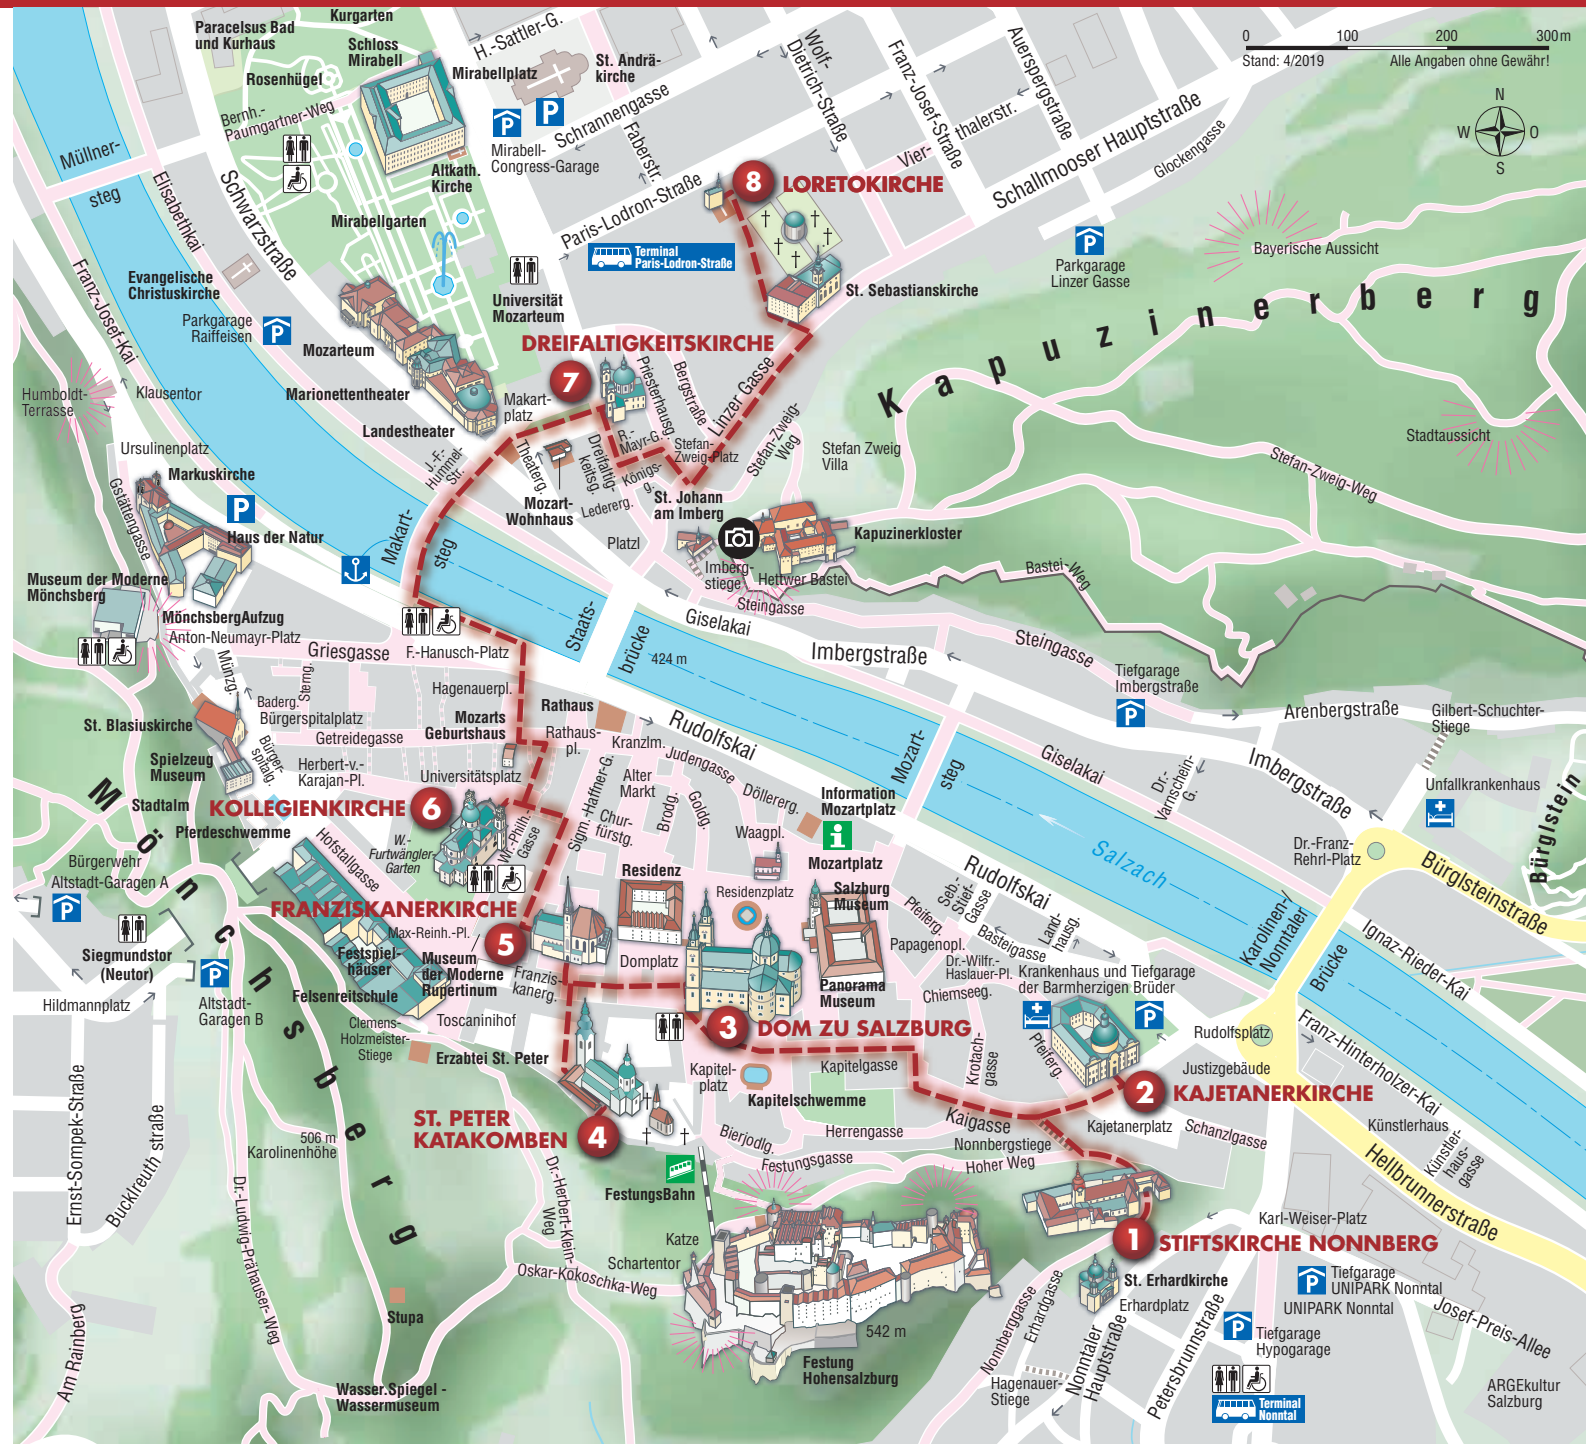 Kurgarten
Paracelsus Bad
und Kurhaus
Schloss
Mirabell
Rosenhügel
Mirabellplatz
H.-Sattler-G.
St. Andrä-
kirche
Wolf-
Dietrich-Straße
Franz-Josef-Straße
Auerspergstraße
0
100
200
300m
Stand: 4/2019
Alle Angaben ohne Gewähr!
N
W
O
S
Bernh.-
Paumgartner-Weg
P
P
Mirabell-
Congress-Garage
Schrannengasse
Faberstr.
Vier-
thalerstr.
Schallmooser Hauptstraße
Glockengasse
Müllner-
steg
Elisabethkai
Schwarzstraße
Altkath.
Kirche
Mirabellgarten
Paris-Lodron-Straße
8
LORETOKIRCHE
Terminal
Paris-Lodron-Straße
P
Parkgarage
Linzer Gasse
Bayerische Aussicht
Franz-Josef-Kai
Evangelische
Christuskirche
Parkgarage
Raiffeisen
P
Universität
Mozarteum
St. Sebastianskirche
Kapuzinerberg
Mozarteum
DREIFALTIGKEITSKIRCHE
7
Marionettentheater
Makart-
platz
Priesterhausg.
Bergstraße
Linzer Gasse
Humboldt-
Terrasse
Klausentor
Landestheater
Ursulinenplatz
J.-F.-
Hummel-
Str.
Theaterg.
Dreifaltig-
keitsg.
R.-
Mayr-G.
Stefan-
Zweig-Platz
Königs-
g.
Stefan-Zweig-
Weg
Stefan Zweig
Villa
Stadtaussicht
Stefan-Zweig-Weg
Markuskirche
Gstättengasse
P
Haus der Natur
Mozart-
Wohnhaus
Ledererg.
St. Johann
am Imberg
Platzl
Kapuzinerkloster
Makart-
steg
Imberg-
stiege
Hettwer Bastei
Bastei-Weg
Museum der Moderne
Mönchsberg
MönchsbergAufzug
Anton-Neumayr-Platz
Steingasse
Giselakai
Staats-
brücke
424 m
Imbergstraße
Steingasse
Griesgasse
F.-Hanusch-Platz
Münzg.
Sterng.
Baderg.
Bürgerspitalplatz
Hagenauerpl.
Mozarts
Geburtshaus
Rathaus
Rathaus-
pl.
Rudolfskai
Tiefgarage
Imbergstraße
P
Arenbergstraße
Gilbert-Schuchter-
Stiege
St. Blasiuskirche
Getreidegasse
Bürger-
spitalg.
Spielzeug
Museum
Herbert-v.-
Karajan-Pl.
Universitätsplatz
Kranzlm.
Judengasse
Alter
Markt
Sigm.-Haffner-G.
Brodg.
Goldg.
Döllererg.
Chur-
fürstg.
Waagpl.
Mozart-
steg
Giselakai
Dr.-
Varnschein-
G.
Imbergstraße
Unfallkrankenhaus
Bürglstein
Mönchsberg
Stadtalm
KOLLEGIENKIRCHE
6
Pferdeschwemme
Hofstallgasse
W.-
Furtwängler-
Garten
Wr.-Philh.-
Gasse
Information
Mozartplatz
i
Mozartplatz
Salzach
Dr.-Franz-
Rehrl-Platz
Bürglsteinstraße
Bürgerwehr
Altstadt-Garagen A
P
Residenz
Residenzplatz
Salzburg
Museum
Rudolfskai
Seb.-
Stief-
Gasse
Pfeiferg.
Papagenopl.
Basteigasse
Land-
hausg.
Karolinen-/
Nonntaler
Brücke
Ignaz-Rieder-Kai
FRANZISKANERKIRCHE
5
Max-Reinh.-Pl.
Festspiel-
häuser
Museum
der Moderne
Rupertinum
Franzis-
kanerg.
Domplatz
Siegmundstor
(Neutor)
P
Altstadt-
Garagen B
Hildmannplatz
Felsenreitschule
Toscaninihof
Clemens-
Holzmeister-
Stiege
Erzabtei St. Peter
3
DOM ZU SALZBURG
Panorama
Museum
Dr.-Wilfr.-
Haslauer-Pl.
Chiemseeg.
Krankenhaus und Tiefgarage
der Barmherzigen Brüder
P
Rudolfsplatz
Justizgebäude
Franz-Hinterholzer-Kai
Pfeiferg.
Krotach-
gasse
Kapitelgasse
Kapitel-
platz
Kapitelschwemme
2
KAJETANERKIRCHE
Kajetanerplatz
Schanzlgasse
Künstlerhaus
Künstler-
haus-
gasse
Hellbrunnerstraße
ST. PETER
KATAKOMBEN
4
Bierjodlg.
Herrengasse
Kaigasse
Nonnbergstiege
Hoher Weg
Festungsgasse
FestungsBahn
Ernst-Sompek-Straße
Bucklreuth straße
506 m
Karolinenhöhe
Dr.-Ludwig-Prähauser-Weg
Dr.-Herbert-Klein-
Weg
Katze
Schartentor
Oskar-Kokoschka-Weg
1
STIFTSKIRCHE NONNBERG
Karl-Weiser-Platz
St. Erhardkirche
Erhardplatz
Nonnberggasse
Erhardgasse
P
Tiefgarage
UNIPARK Nonntal
UNIPARK Nonntal
Josef-Preis-Allee
P
Tiefgarage
Hypogarage
Stupa
542 m
Festung
Hohensalzburg
Am Rainberg
Wasser.Spiegel -
Wassermuseum
Hagenauer-
Stiege
Nonntaler
Hauptstraße
Petersbrunnstraße
Terminal
Nonntal
ARGEkultur
Salzburg